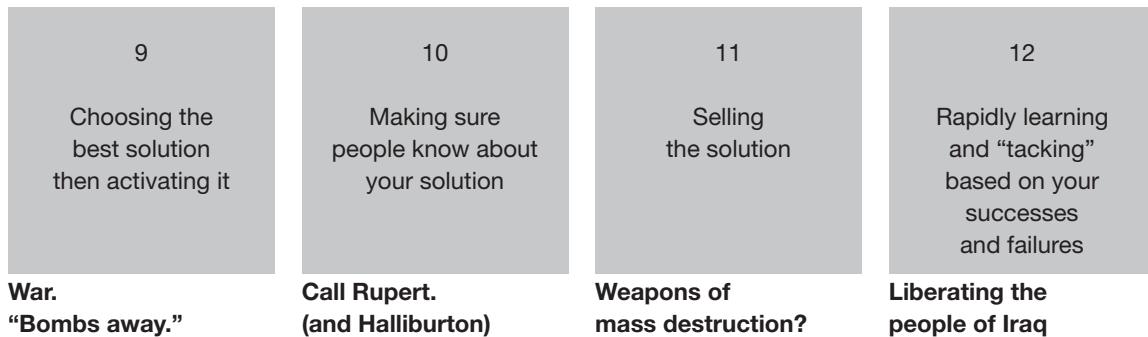 9
Choosing the
best solution
then activating it
War.
“Bombs away.”
10
Making sure
people know about
your solution
Call Rupert.
(and Halliburton)
11
Selling
the solution
Weapons of
mass destruction?
12
Rapidly learning
and “tacking”
based on your
successes
and failures
Liberating the
people of Iraq